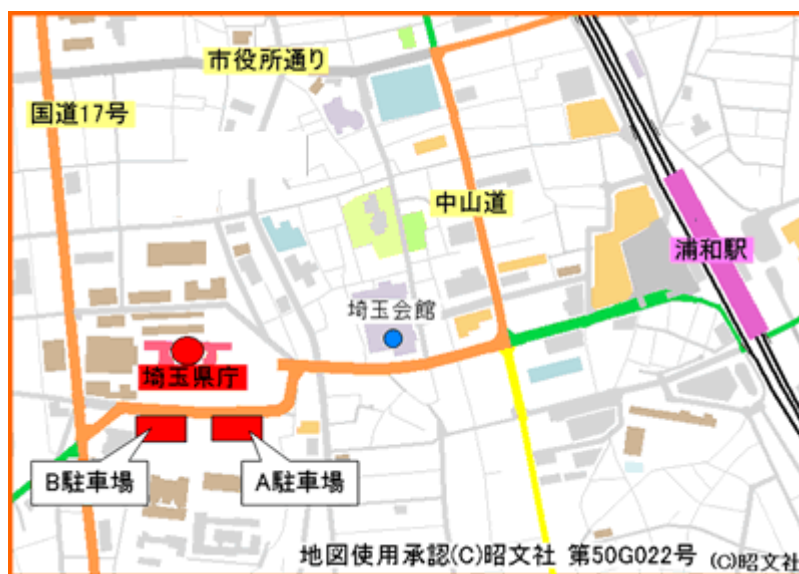 市役所通り
国道17号
中山道
浦和駅
埼玉会館
埼玉県庁
B駐車場
A駐車場
地図使用承認(C)昭文社 第50G022号
(C)昭文社